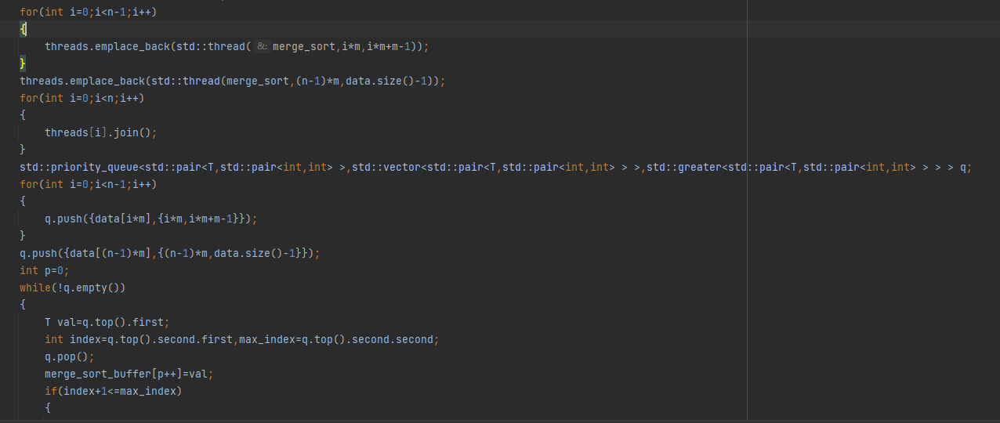 for(int i=0;i<n-1;i++)
{
    threads.emplace_back(std::thread( &: merge_sort,i*m,i*m+m-1));
}
threads.emplace_back(std::thread(merge_sort,(n-1)*m,data.size()-1));
for(int i=0;i<n;i++)
{
    threads[i].join();
}
std::priority_queue<std::pair<T,std::pair<int,int> >,std::vector<std::pair<T,std::pair<int,int> > >,std::greater<std::pair<T,std::pair<int,int> > > > q;
for(int i=0;i<n-1;i++)
{
    q.push({data[i*m],{i*m,i*m+m-1}});
}
q.push({data[(n-1)*m],{(n-1)*m,data.size()-1}});
int p=0;
while(!q.empty())
{
    T val=q.top().first;
    int index=q.top().second.first,max_index=q.top().second.second;
    q.pop();
    merge_sort_buffer[p++]=val;
    if(index+1<=max_index)
    {